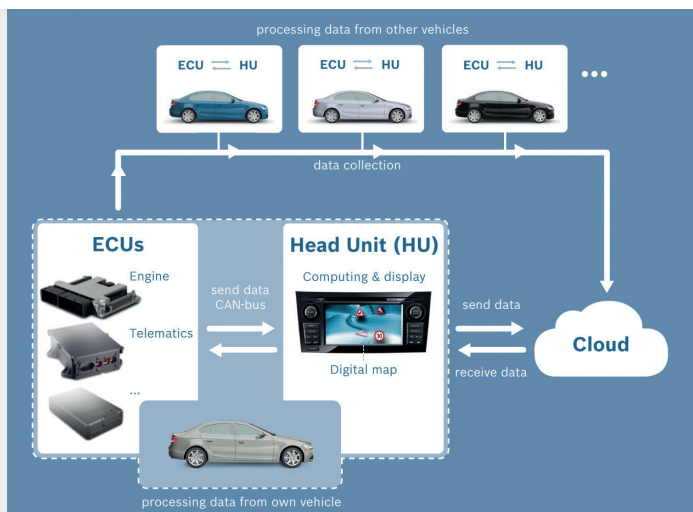 processing data from other vehicles
ECU HU
ECU HU
ECU HU
...
data collection
ECUs
Engine
Telematics
...
send data
CAN-bus
Head Unit (HU)
Computing & display
30
Digital map
send data
receive data
Cloud
processing data from own vehicle